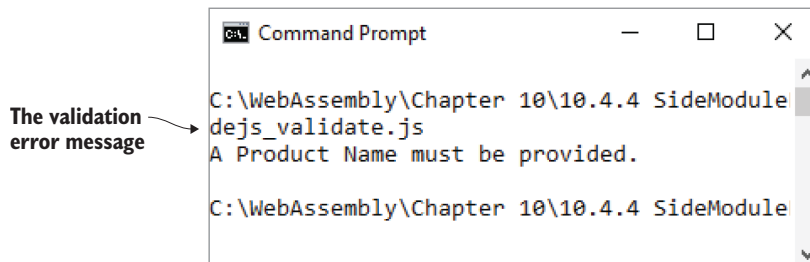 Command Prompt
C:\WebAssembly\Chapter 10\10.4.4 SideModule
The validation
error message
dejs_validate.js
A Product Name must be provided.
C:\WebAssembly\Chapter 10\10.4.4 SideModule